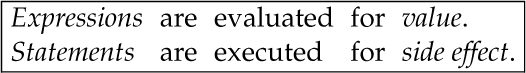 Expressions are evaluated for value.
Statements are executed for side effect.